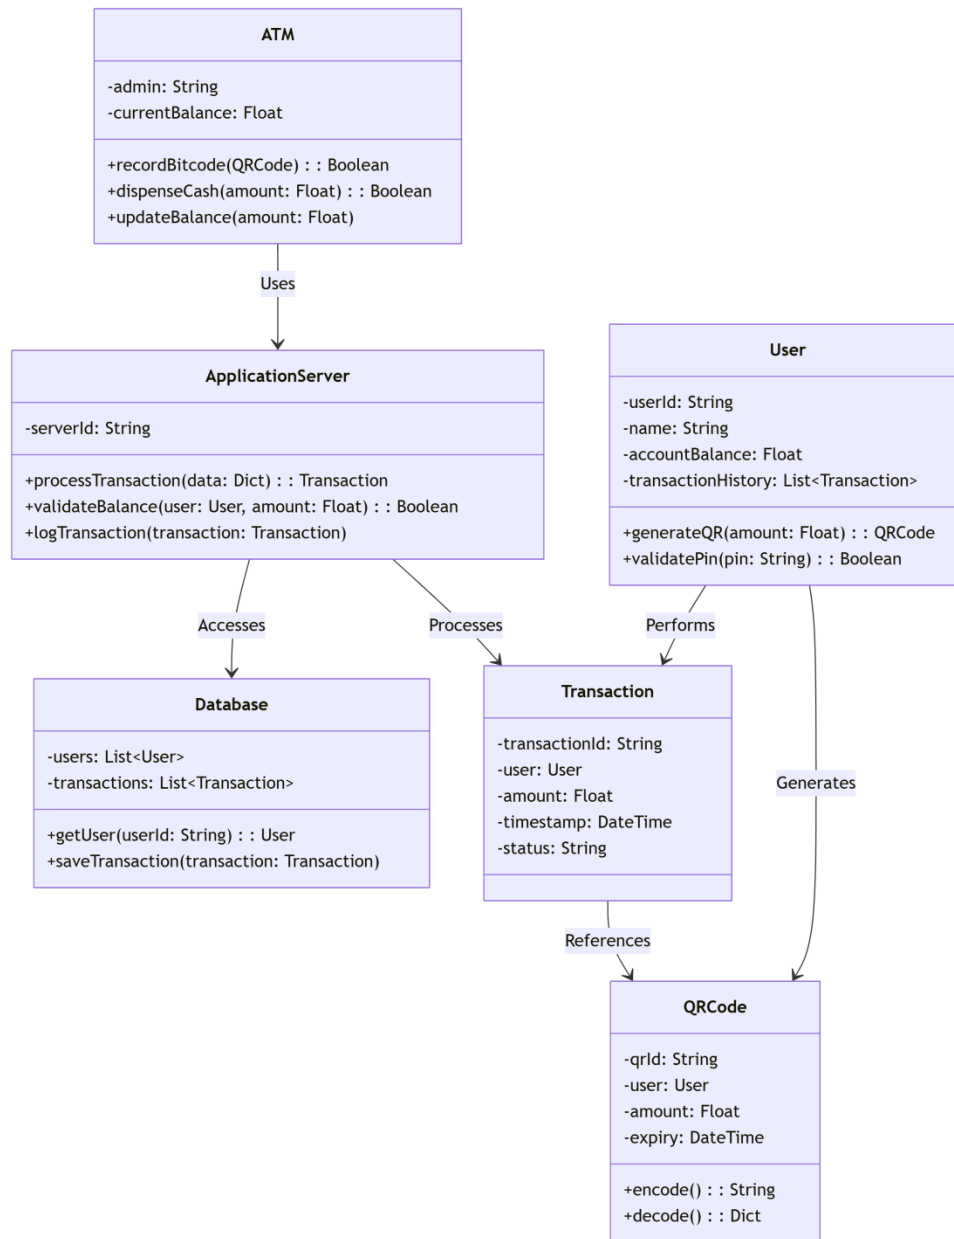 ATM
-admin: String
-currentBalance: Float
+recordBitcode(QRCode) : : Boolean
+dispenseCash(amount: Float) : : Boolean
+updateBalance(amount: Float)
Uses
ApplicationServer
-serverId: String
+processTransaction(data: Dict) : : Transaction
+validateBalance(user: User, amount: Float) : : Boolean
+logTransaction(transaction: Transaction)
User
-userId: String
-name: String
-accountBalance: Float
-transactionHistory: List<Transaction>
+generateQR(amount: Float) : : QRCode
+validatePin(pin: String) : : Boolean
Accesses
Processes
Performs
Database
-users: List<User>
-transactions: List<Transaction>
+getUser(userId: String) : : User
+saveTransaction(transaction: Transaction)
Transaction
-transactionId: String
-user: User
-amount: Float
-timestamp: DateTime
-status: String
Generates
References
QRCode
-qrId: String
-user: User
-amount: Float
-expiry: DateTime
+encode() : : String
+decode() : : Dict